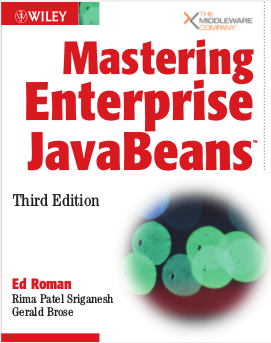 WILEY
THE
MIDDLEWARE
COMPANY
Mastering
Enterprise
JavaBeans™
Third Edition
Ed Roman
Rima Patel Sriganesh
Gerald Brose